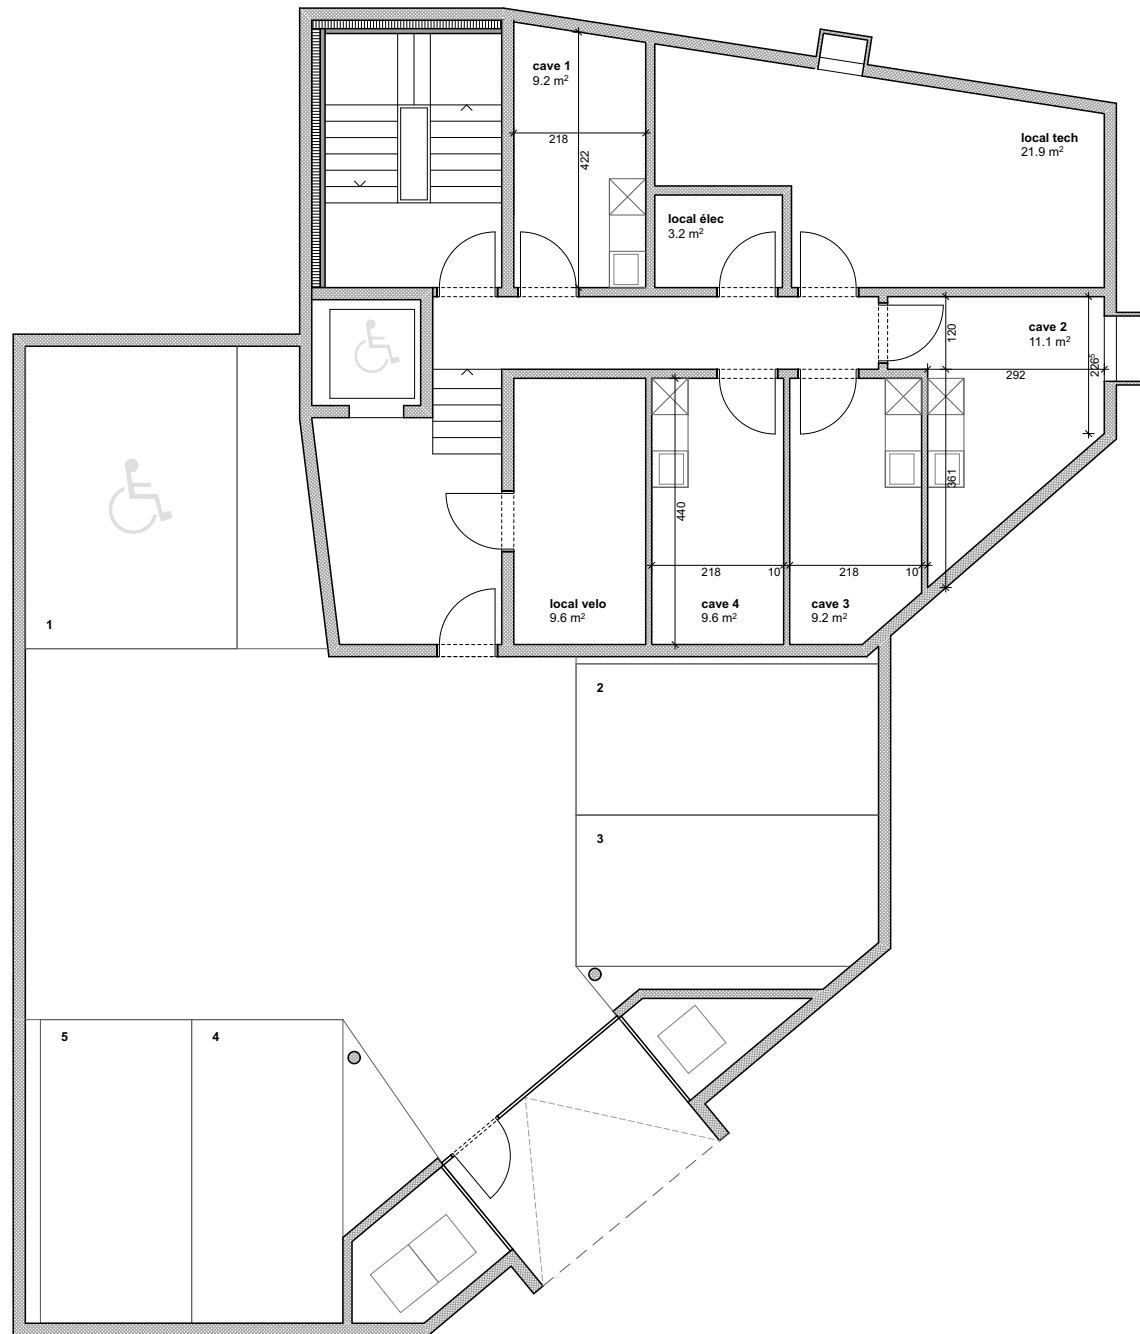 cave 1
9.2 m²
218
422
local tech
21.9 m²
local élec
3.2 m²
cave 2
11.1 m²
120
292
226⁵
361
440
218
10
218
10
local velo
9.6 m²
cave 4
9.6 m²
cave 3
9.2 m²
1
2
3
5
4